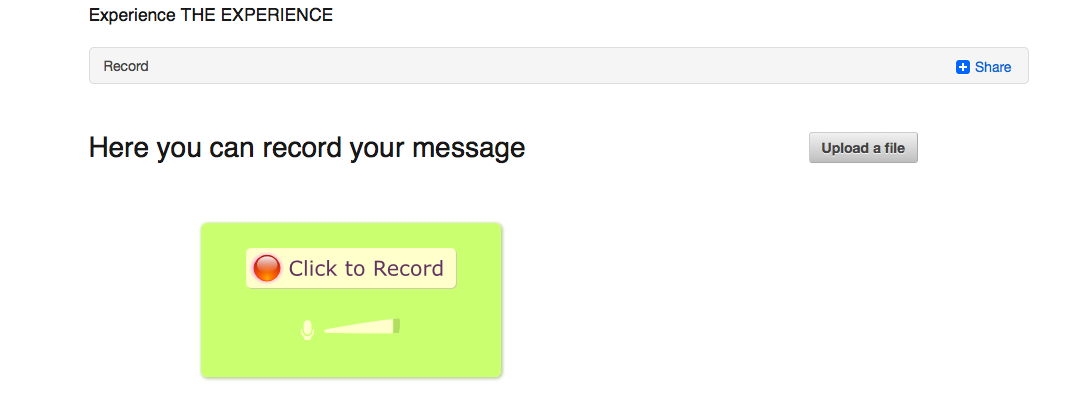 Experience THE EXPERIENCE
Record
Share
Here you can record your message
Upload a file
Click to Record